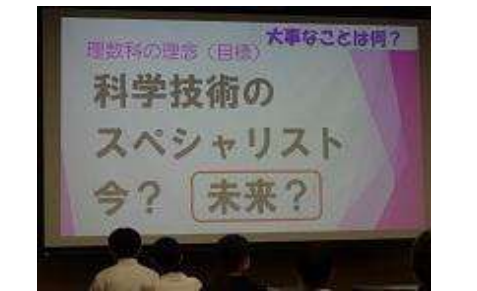 大事なことは何？
理数科の理念（目標）
科学技術の
スペシャリスト
今？ 未来？